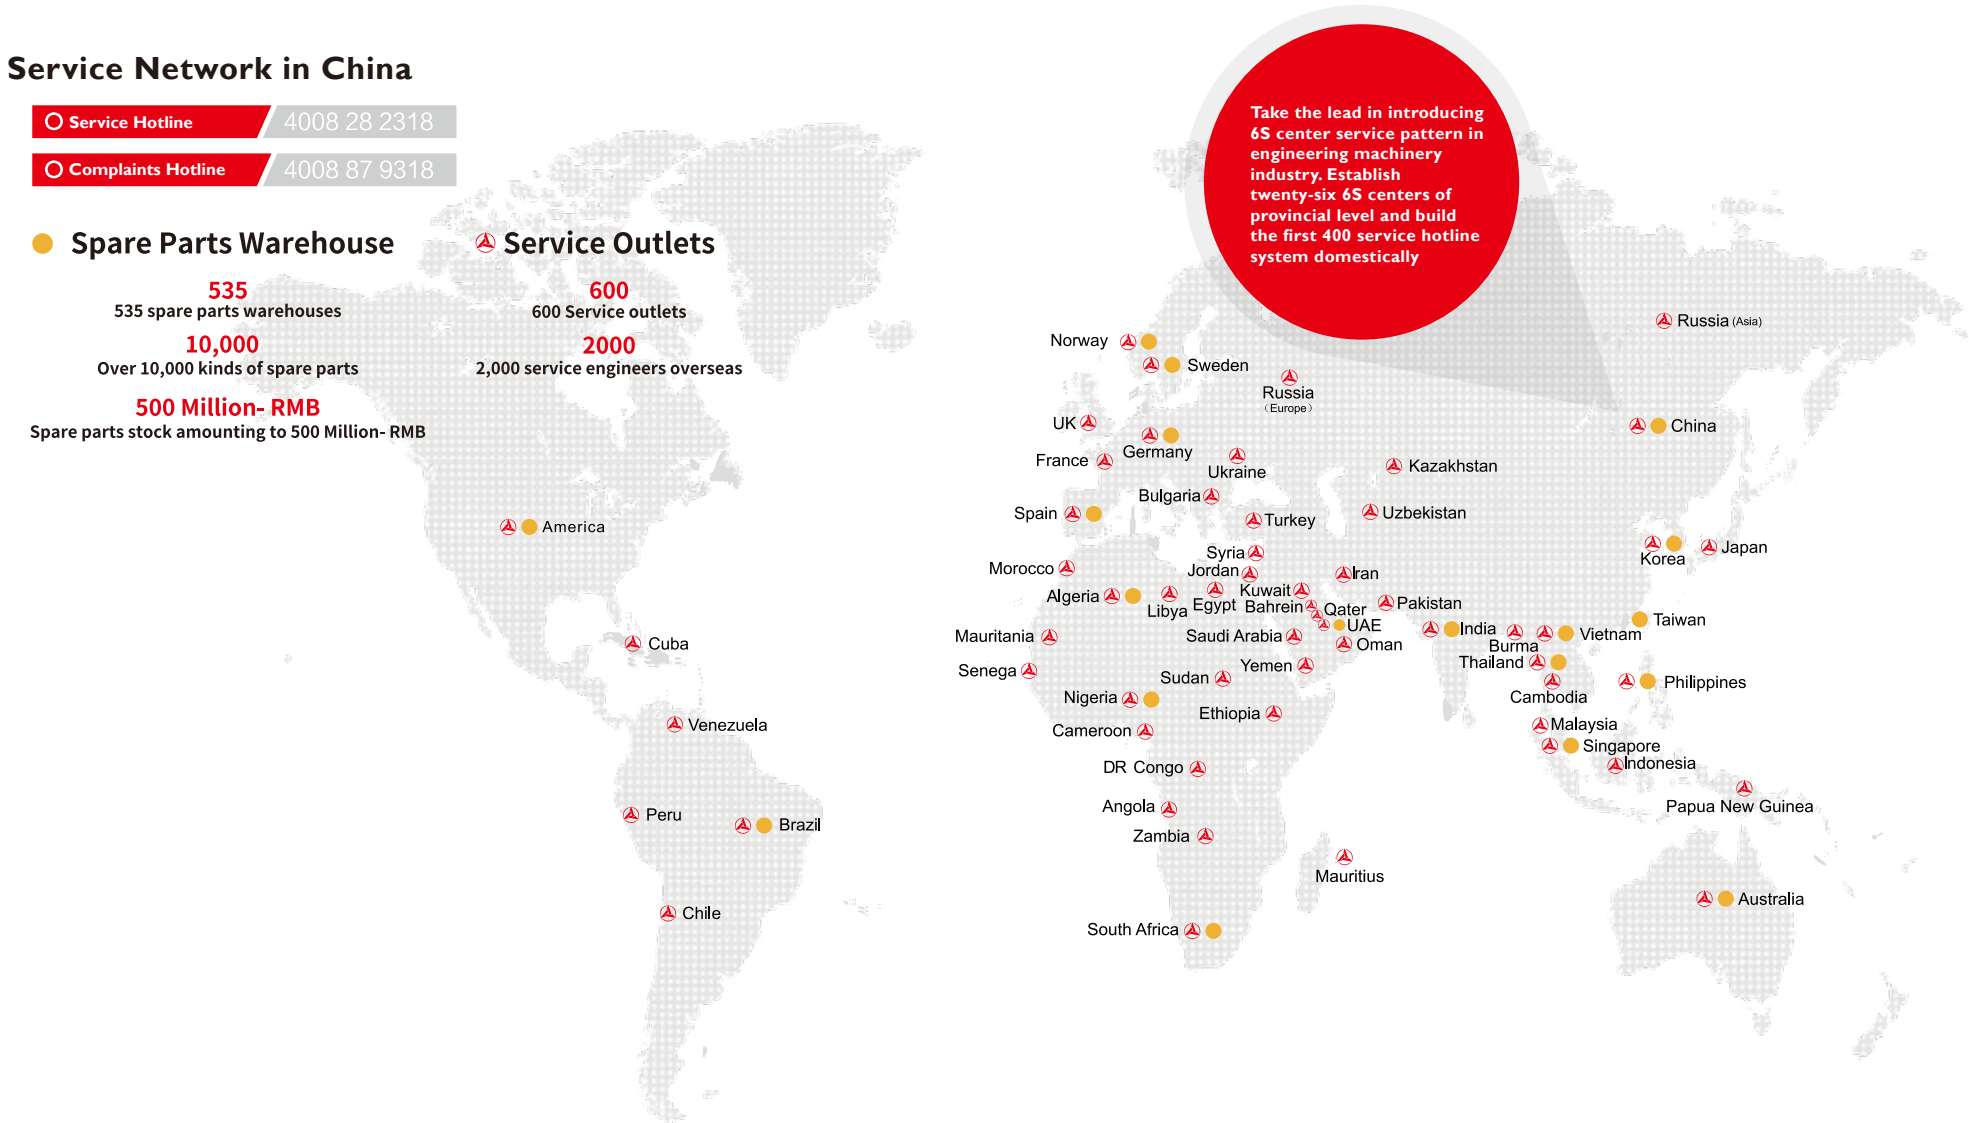 Service Network in China
Service Hotline 4008 28 2318
Complaints Hotline 4008 87 9318
Spare Parts Warehouse
535
535 spare parts warehouses
10,000
Over 10,000 kinds of spare parts
500 Million- RMB
Spare parts stock amounting to 500 Million- RMB
Service Outlets
600
600 Service outlets
2000
2,000 service engineers overseas
Take the lead in introducing
6S center service pattern in
engineering machinery
industry. Establish
twenty-six 6S centers of
provincial level and build
the first 400 service hotline
system domestically
America
Cuba
Venezuela
Peru
Brazil
Chile
Norway
Sweden
Russia
(Europe)
UK
Germany
France
Ukraine
Bulgaria
Spain
Turkey
Russia (Asia)
China
Kazakhstan
Uzbekistan
Korea
Japan
Syria
Jordan
Morocco
Algeria
Libya
Egypt
Kuwait
Bahrein
Iran
Qater
Pakistan
UAE
Mauritania
Saudi Arabia
Oman
India
Burma
Vietnam
Taiwan
Thailand
Senega
Sudan
Yemen
Cambodia
Philippines
Nigeria
Ethiopia
Cameroon
Malaysia
Singapore
Indonesia
DR Congo
Angola
Zambia
Papua New Guinea
Mauritius
South Africa
Australia